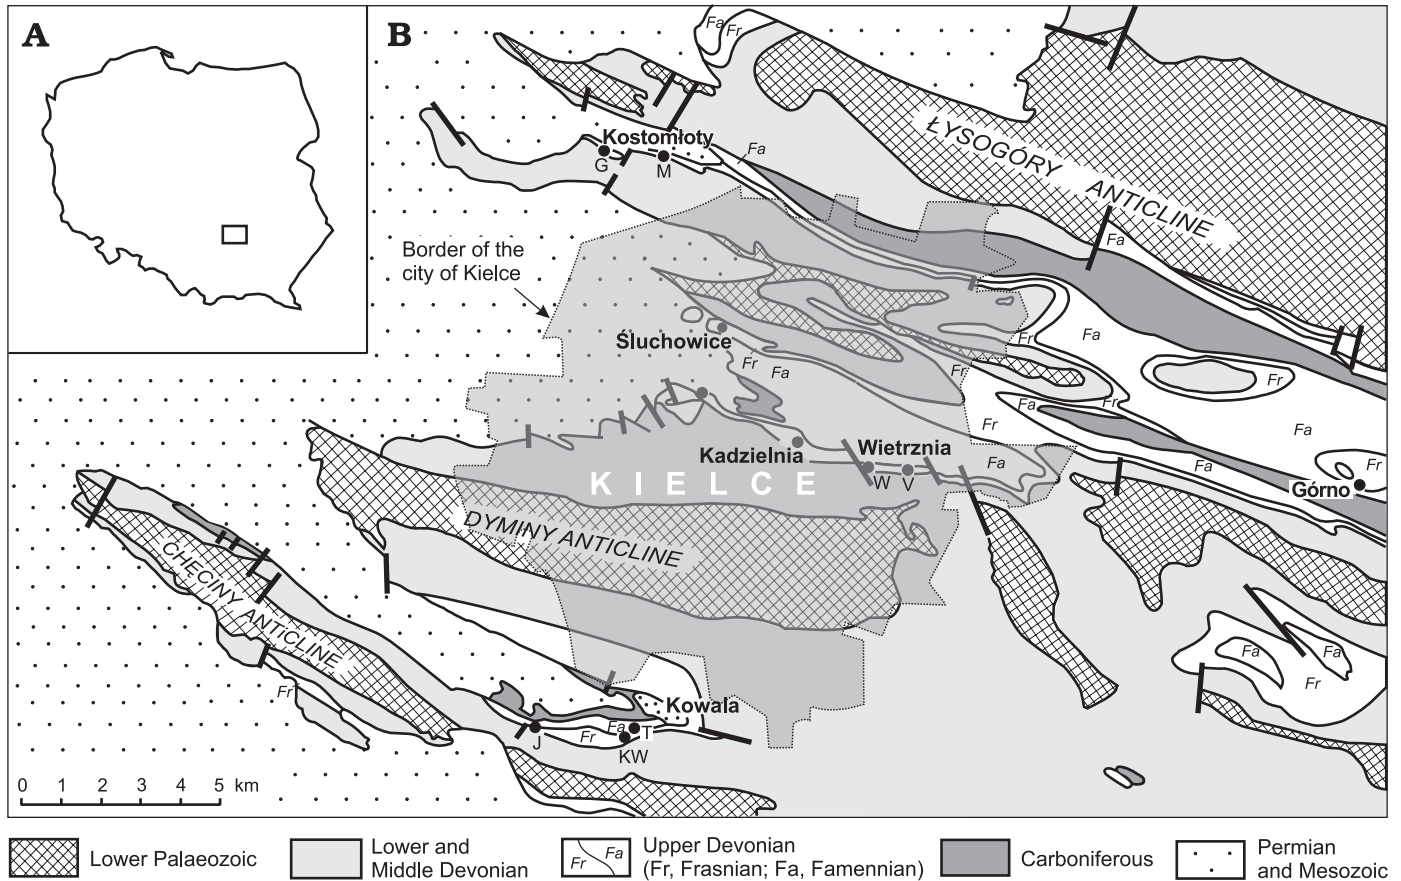 A
B
Fa
Fr
Kostomłoty
G
M
Fa
ŁYSOGÓRY ANTICLINE
Fa
Border of the
city of Kielce
Śluchowice
Fr
Fa
Fr
Fr
Fa
Fr
Fa
Fr
Fr
Fa
Kadzielnia
Wietrznia
W
V
Fa
Fa
Fr
Górno
KIELCE
DYMINY ANTICLINE
CHĘCINY ANTICLINE
Fr
Fa
Fa
Fr
Kowala
J
Fr
Fa
T
KW
0 1 2 3 4 5 km
Lower Palaeozoic
Lower and
Middle Devonian
Fr
Fa
Upper Devonian
(Fr, Frasnian; Fa, Famennian)
Carboniferous
Permian
and Mesozoic